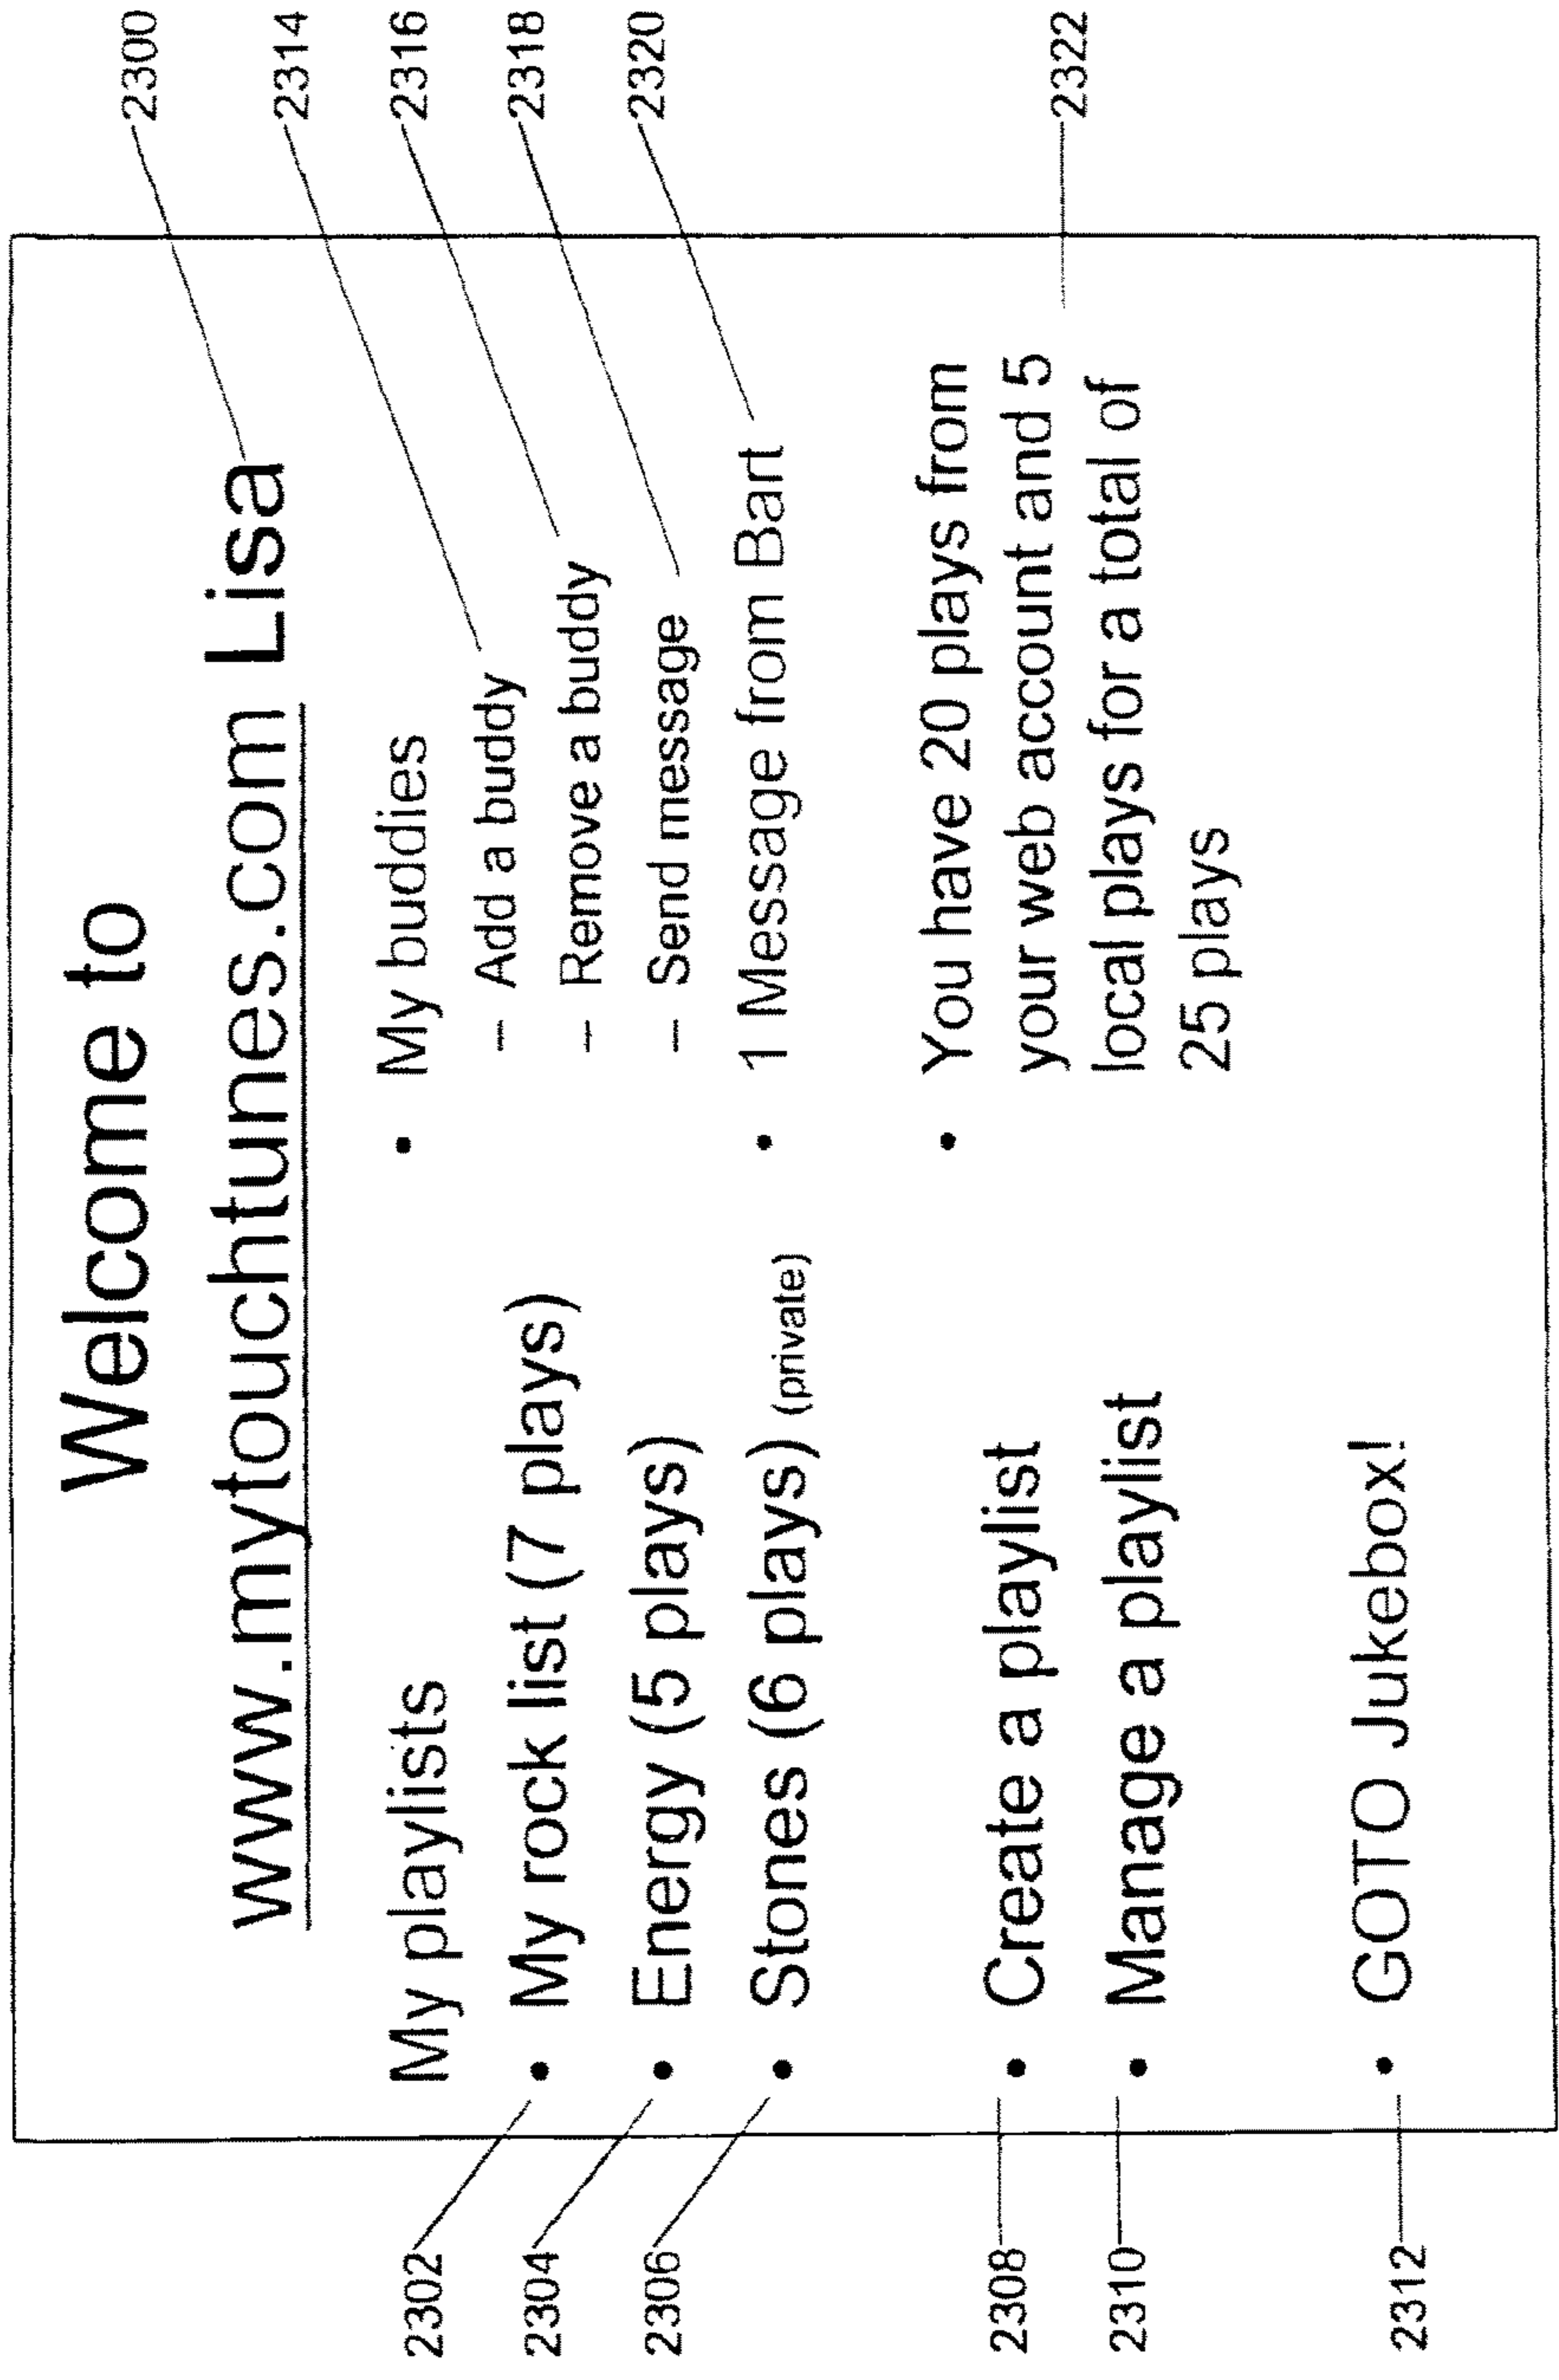 Welcome to
www.mytouchtunes.com Lisa
2300
My playlists
2302
• My rock list (7 plays)
2304
• Energy (5 plays)
2306
• Stones (6 plays) (private)
2308
• Create a playlist
2310
• Manage a playlist
2312
• GOTO Jukebox!
• My buddies
– Add a buddy
2314
– Remove a buddy
2316
– Send message
2318
• 1 Message from Bart
2320
• You have 20 plays from
your web account and 5
local plays for a total of
25 plays
2322